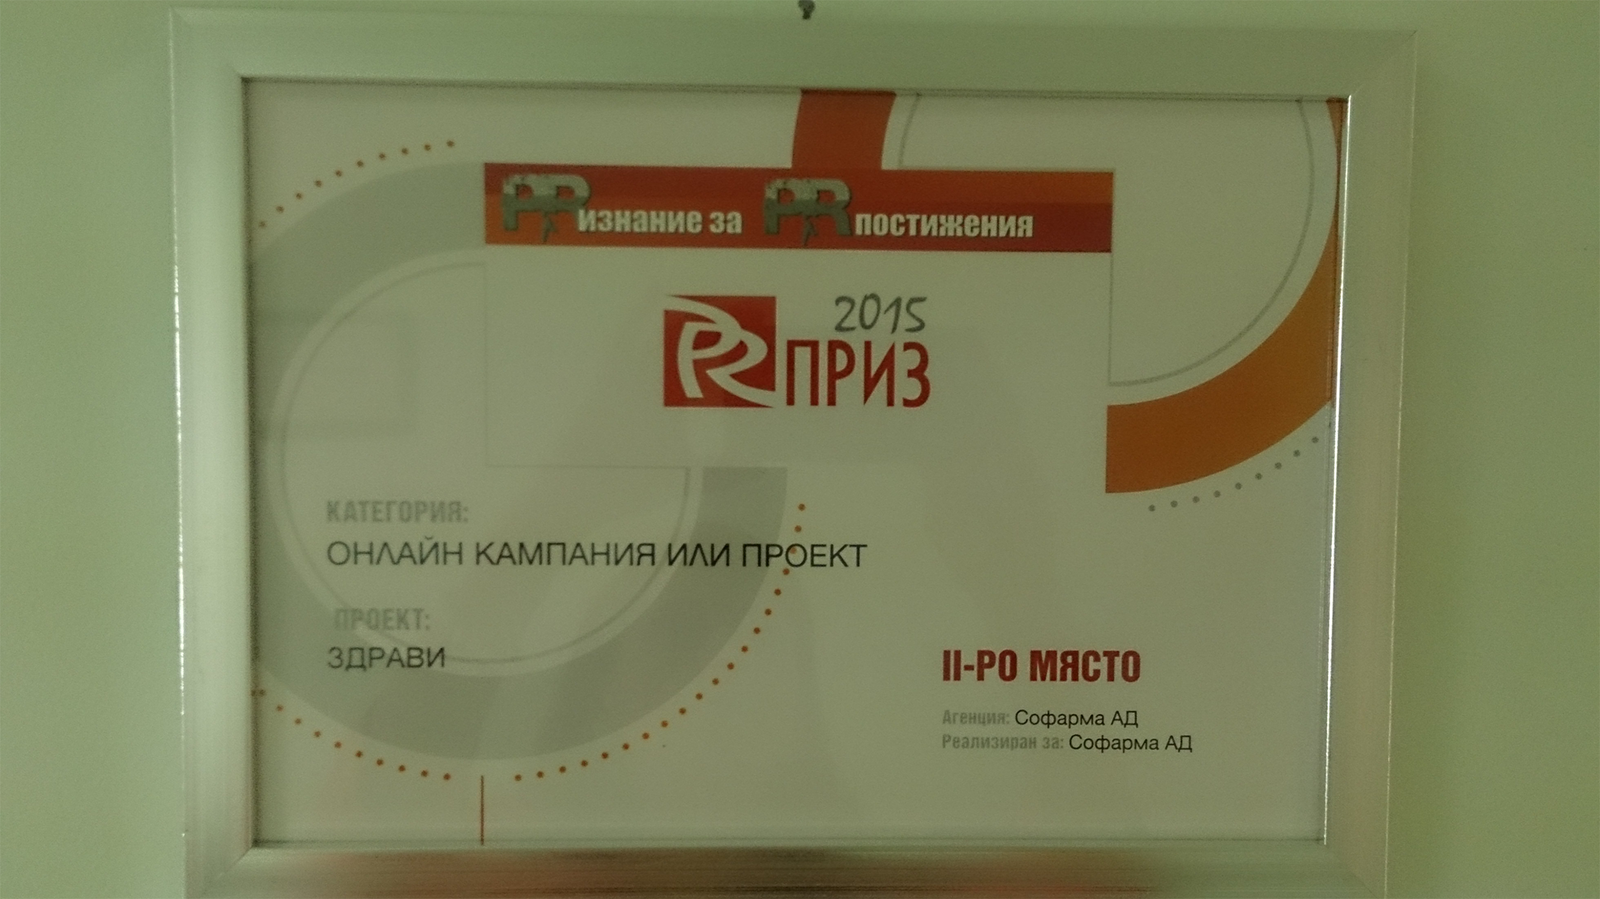 PRизнание за PRпостижения
2015
PR ПРИЗ
КАТЕГОРИЯ:
ОНЛАЙН КАМПАНИЯ ИЛИ ПРОЕКТ
ПРОЕКТ:
ЗДРАВИ
II-РО МЯСТО
Агенция: Софарма АД
Реализиран за: Софарма АД